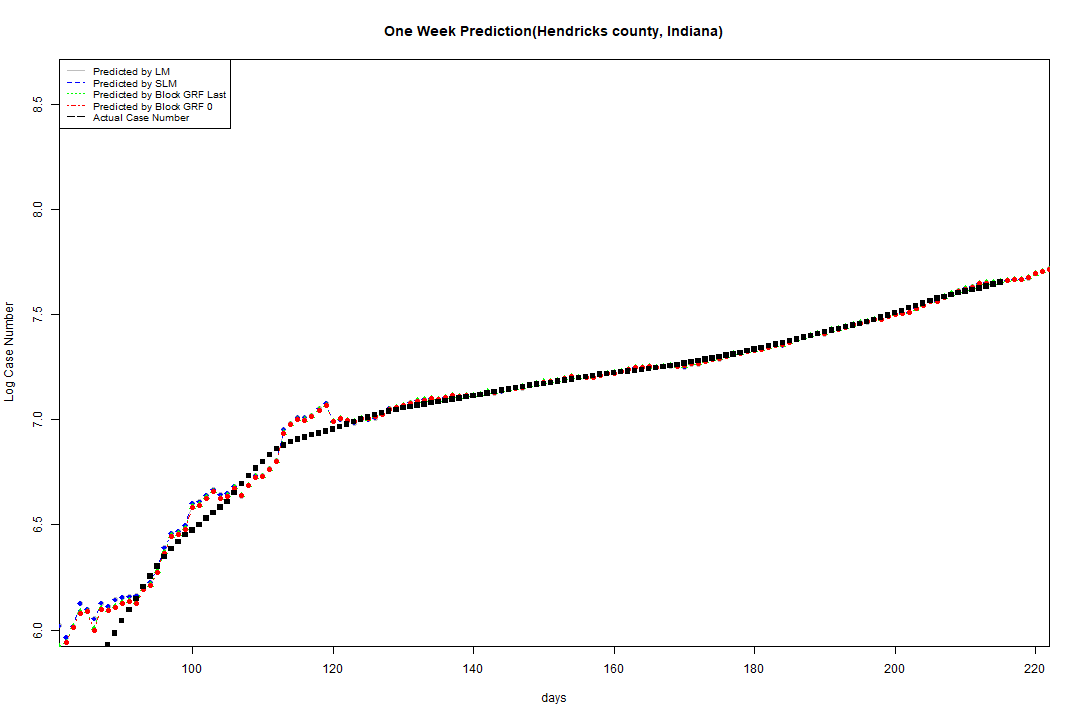 One Week Prediction(Hendricks county, Indiana)
Predicted by LM
Predicted by SLM
Predicted by Block GRF Last
Predicted by Block GRF 0
Actual Case Number
8.5
8.0
7.5
7.0
6.5
6.0
Log Case Number
100 120 140 160 180 200 220
days